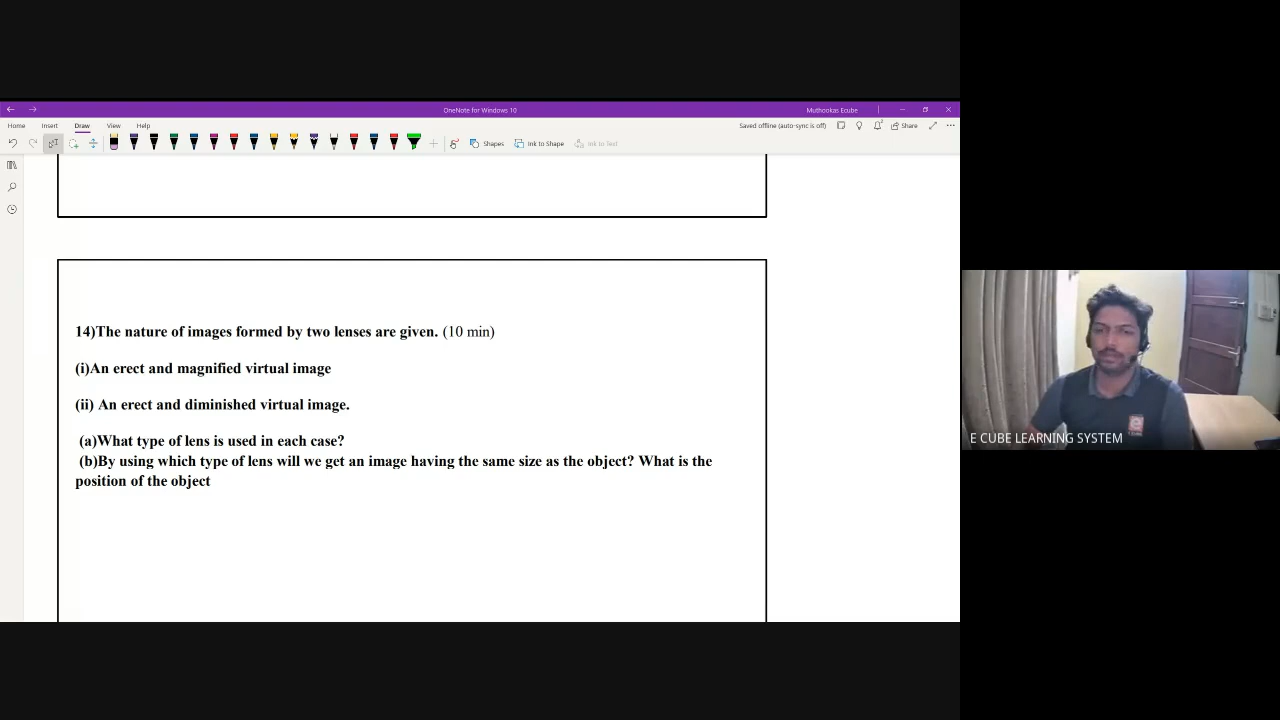 OneNote for Windows 10
Muthookas Ecube
Home Insert Draw View Help
Saved offline (auto-sync is off)
Share
Shapes
Ink to Shape
Ink to Text
14)The nature of images formed by two lenses are given. (10 min)
(i)An erect and magnified virtual image
(ii) An erect and diminished virtual image.
(a)What type of lens is used in each case?
(b)By using which type of lens will we get an image having the same size as the object? What is the
position of the object
E CUBE LEARNING SYSTEM